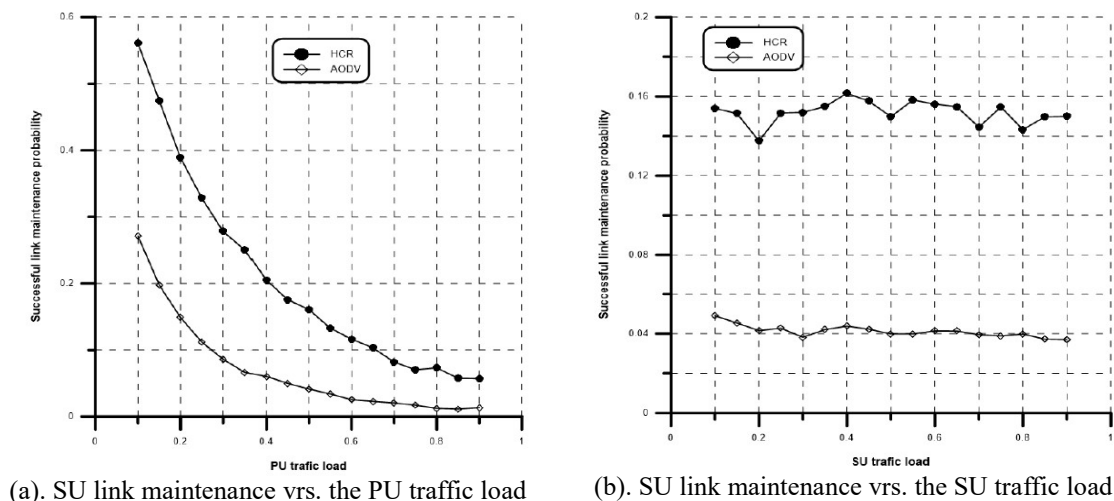 0.6
HCR
AODV
0.4
0.2
0
0
0.2
0.4
0.6
0.8
1
Successful link maintenance probability
PU trafic load
(a). SU link maintenance vrs. the PU traffic load
0.2
HCR
AODV
0.16
0.12
0.08
0.04
0
0
0.2
0.4
0.6
0.8
1
Successful link maintenance probability
SU trafic load
(b). SU link maintenance vrs. the SU traffic load